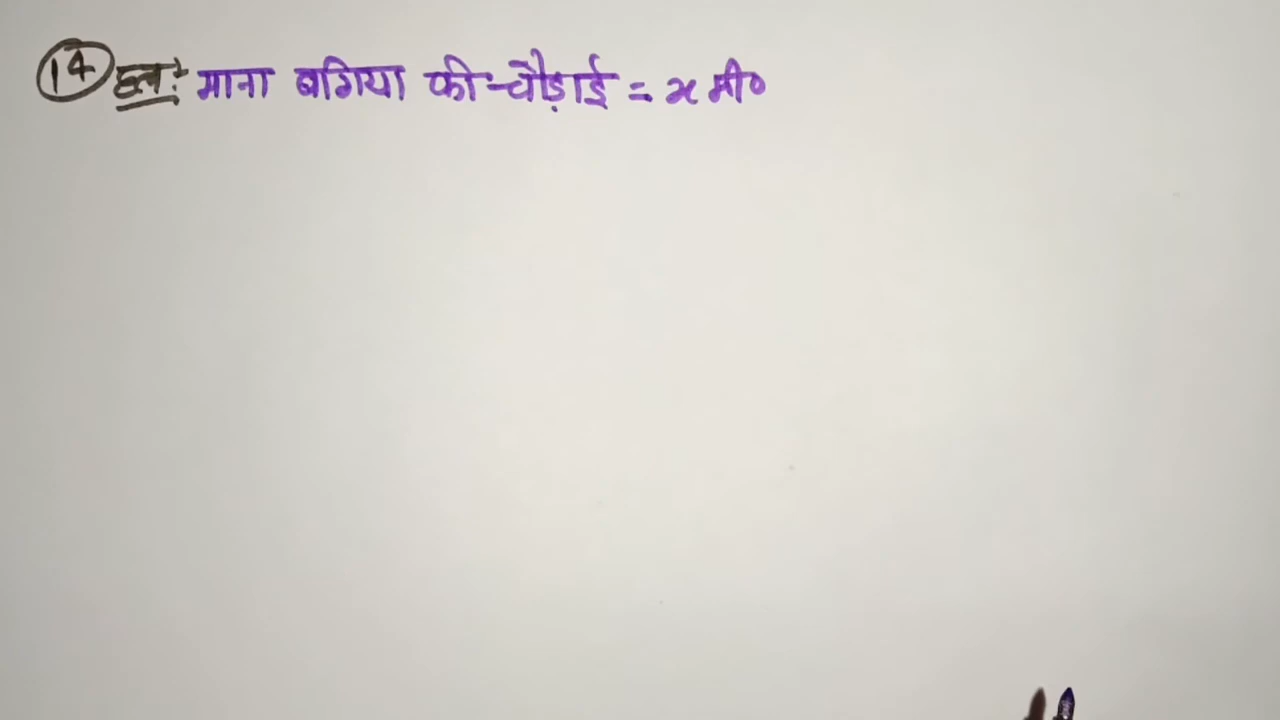 14 हल:- माना बगिया की चौड़ाई = x मी०